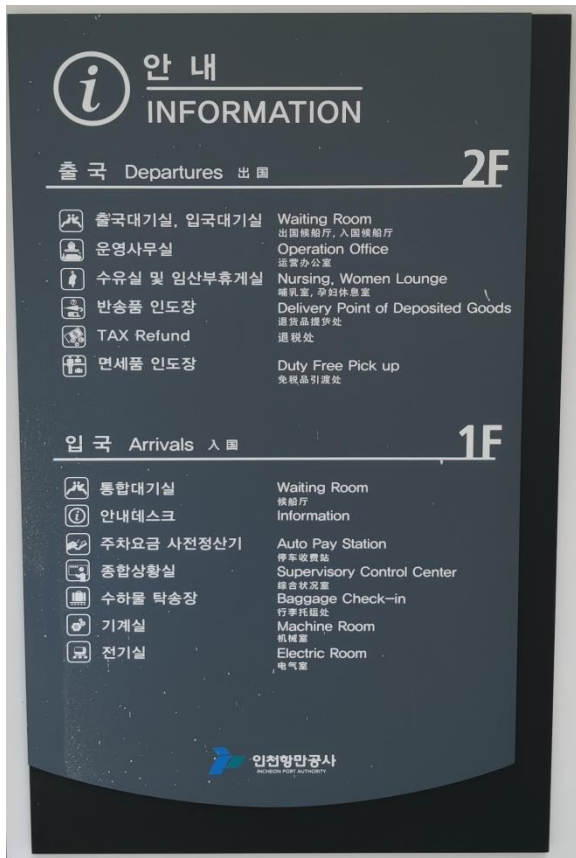 안 내
INFORMATION
출 국 Departures 出 国 2F
출국대기실, 입국대기실 Waiting Room
出国候船厅, 入国候船厅
운영사무실 Operation Office
运营办公室
수유실 및 임산부휴게실 Nursing, Women Lounge
哺乳室, 孕妇休息室
반송품 인도장 Delivery Point of Deposited Goods
退货品提货处
TAX Refund 退税处
면세품 인도장 Duty Free Pick up
免税品引渡处
입 국 Arrivals 入 国 1F
통합대기실 Waiting Room
候船厅
안내데스크 Information
주차요금 사전정산기 Auto Pay Station
停车收费站
종합상황실 Supervisory Control Center
综合状况室
수하물 탁송장 Baggage Check-in
行李托运处
기계실 Machine Room
机械室
전기실 Electric Room
电气室
인천항만공사
INCHEON PORT AUTHORITY